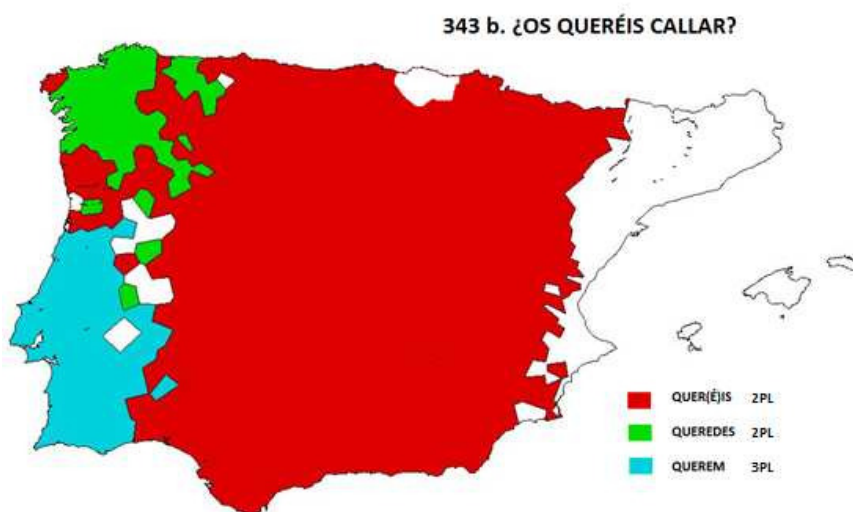 343 b. ¿OS QUERÉIS CALLAR?
QUER(É)IS 2PL
QUEREDES 2PL
QUEREM 3PL